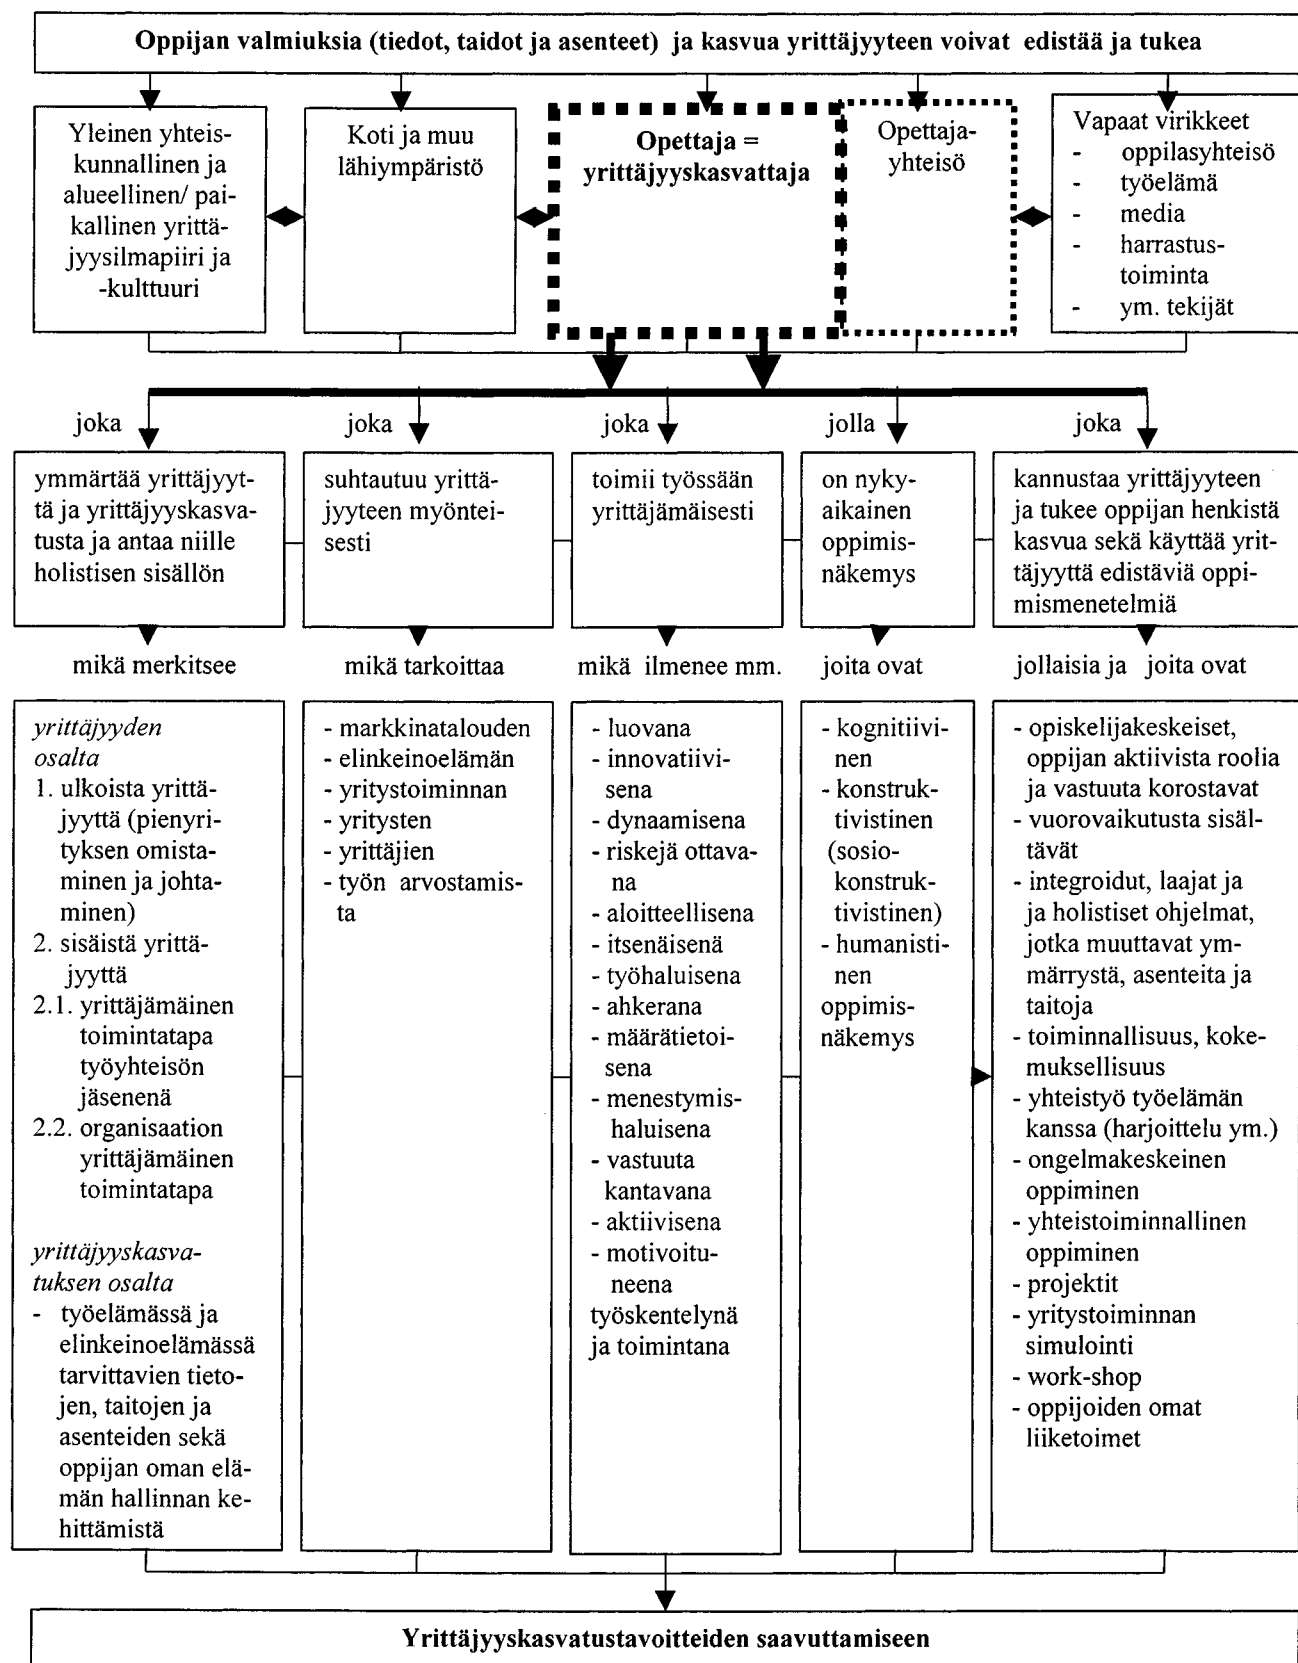 Oppijan valmiuksia (tiedot, taidot ja asenteet) ja kasvua yrittäjyyteen voivat edistää ja tukea
Yleinen yhteis-
kunnallinen ja
alueellinen/ pai-
kallinen yrittä-
jyysilmapiiri ja
-kulttuuri
Koti ja muu
lähiympäristö
Opettaja =
yrittäjyyskasvattaja
Opettaja-
yhteisö
Vapaat virikkeet
- oppilasyhteisö
- työelämä
- media
- harrastus-
toiminta
- ym. tekijät
joka
joka
joka
jolla
joka
ymmärtää yrittäjyyt-
tä ja yrittäjyyskasva-
tusta ja antaa niille
holistisen sisällön
suhtautuu yrittä-
jyyteen myöntei-
sesti
toimii työssään
yrittäjämäisesti
on nyky-
aikainen
oppimis-
näkemys
kannustaa yrittäjyyteen
ja tukee oppijan henkistä
kasvua sekä käyttää yrit-
täjyyttä edistäviä oppi-
mismenetelmiä
mikä merkitsee
mikä tarkoittaa
mikä ilmenee mm.
joita ovat
jollaisia ja joita ovat
yrittäjyyden
osalta
1. ulkoista yrittä-
jyyttä (pienyri-
tyksen omista-
minen ja johta-
minen)
2. sisäistä yrittä-
jyyttä
2.1. yrittäjämäinen
toimintatapa
työyhteisön
jäsenenä
2.2. organisaation
yrittäjämäinen
toimintatapa
yrittäjyyskasva-
tuksen osalta
- työelämässä ja
elinkeinoelämässä
tarvittavien tieto-
jen, taitojen ja
asenteiden sekä
oppijan oman elä-
män hallinnan ke-
hittämistä
- markkinatalouden
- elinkeinoelämän
- yritystoiminnan
- yritysten
- yrittäjien
- työn arvostamis-
ta
- luovana
- innovatiivi-
sena
- dynaamisena
- riskejä ottava-
na
- aloitteellisena
- itsenäisenä
- työhaluisena
- ahkerana
- määrätietoi-
sena
- menestymis-
haluisena
- vastuuta
kantavana
- aktiivisena
- motivoitu-
neena
työskentelynä
ja toimintana
- kognitiivi-
nen
- konstruk-
tivistinen
(sosio-
konstruk-
tivistinen)
- humanisti-
nen
oppimis-
näkemys
- opiskelijakeskeiset,
oppijan aktiivista roolia
ja vastuuta korostavat
- vuorovaikutusta sisäl-
tävät
- integroidut, laajat ja
ja holistiset ohjelmat,
jotka muuttavat ym-
märrystä, asenteita ja
taitoja
- toiminnallisuus, koke-
muksellisuus
- yhteistyö työelämän
kanssa (harjoittelu ym.)
- ongelmakeskeinen
oppiminen
- yhteistoiminnallinen
oppiminen
- projektit
- yritystoiminnan
simulointi
- work-shop
- oppijoiden omat
liiketoimet
Yrittäjyyskasvatustavoitteiden saavuttamiseen